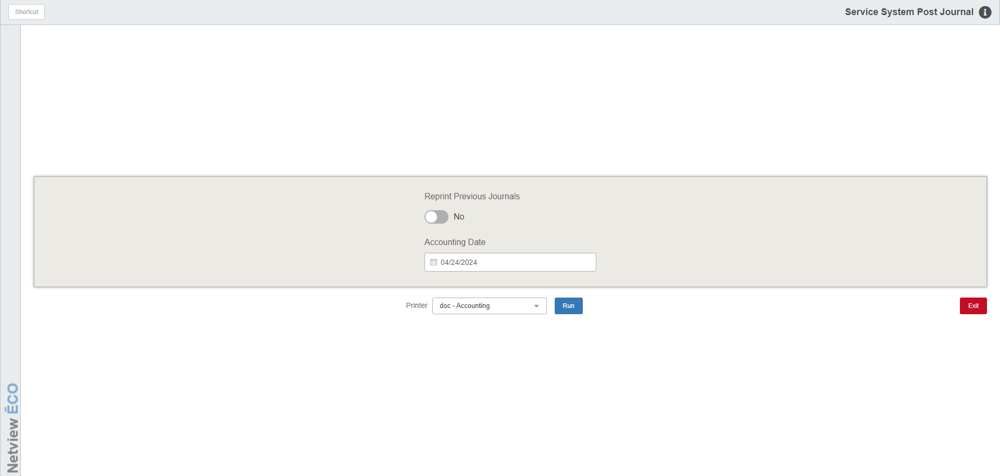 Shortcut
Service System Post Journal
Reprint Previous Journals
No
Accounting Date
04/24/2024
Printer doc - Accounting Run Exit
Netview ĒCO